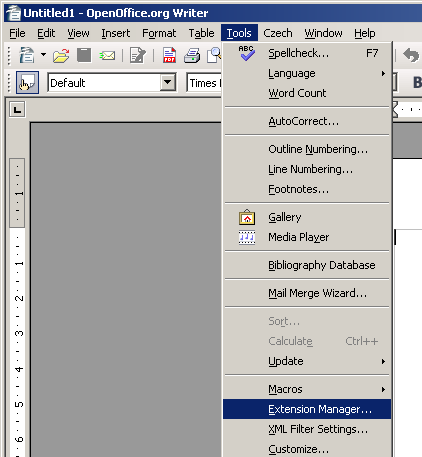 Untitled1 - OpenOffice.org Writer
File Edit View Insert Format Table Tools Czech Window Help
Default Times B
ABC Spellcheck... F7
Language
Word Count
AutoCorrect...
Outline Numbering...
Line Numbering...
Footnotes...
Gallery
Media Player
Bibliography Database
Mail Merge Wizard...
Sort...
Calculate Ctrl++
Update
Macros
Extension Manager...
XML Filter Settings...
Customize...
1
1
2
3
4
5
6